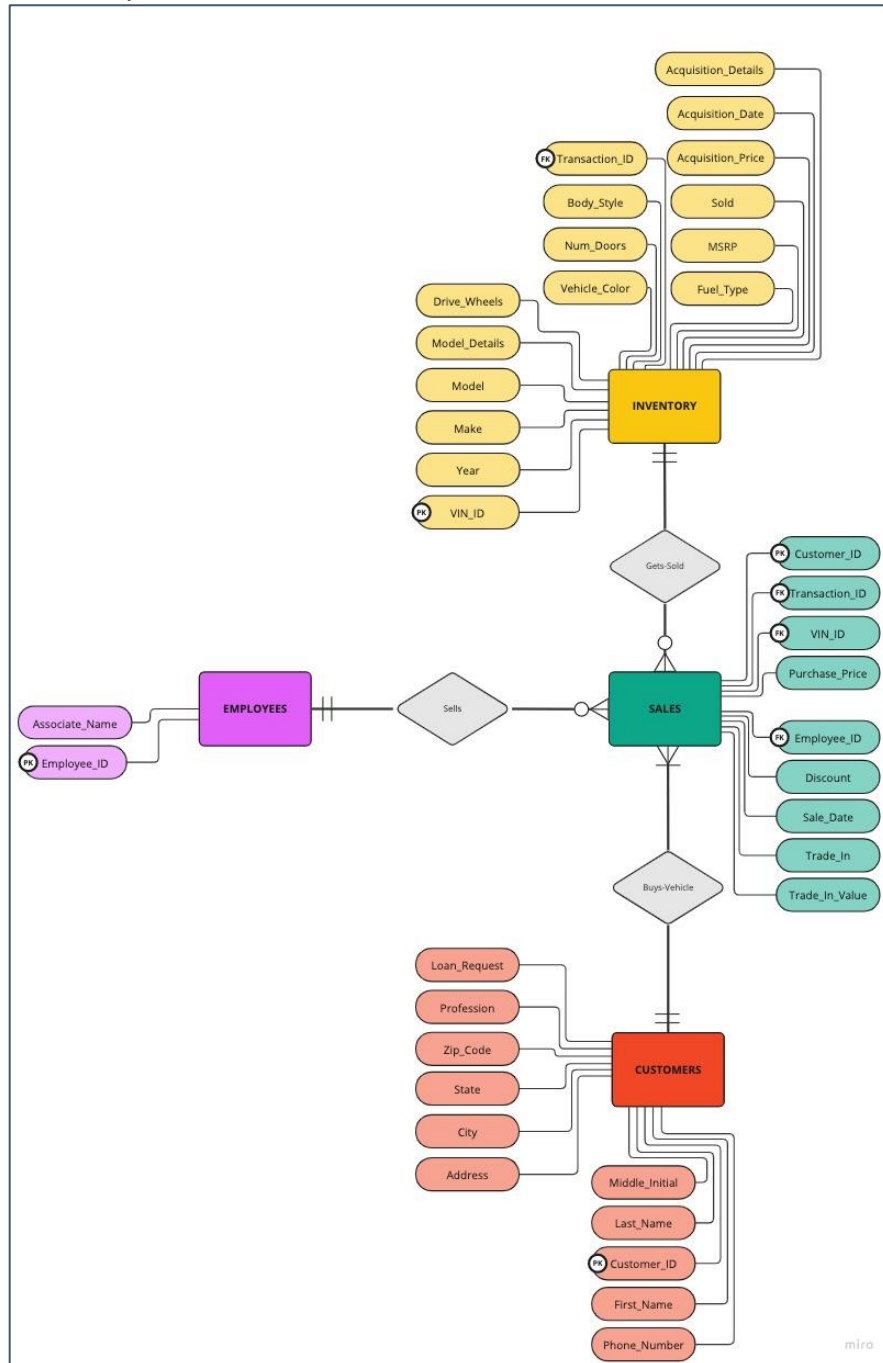 Acquisition_Details
Acquisition_Date
FK Transaction_ID
Acquisition_Price
Body_Style
Sold
Num_Doors
MSRP
Vehicle_Color
Fuel_Type
Drive_Wheels
Model_Details
Model
Make
Year
PK VIN_ID
INVENTORY
Gets-Sold
PK Customer_ID
FK Transaction_ID
FK VIN_ID
Purchase_Price
FK Employee_ID
Discount
Sale_Date
Trade_In
Trade_In_Value
SALES
Sells
EMPLOYEES
Associate_Name
PK Employee_ID
Buys-Vehicle
CUSTOMERS
Loan_Request
Profession
Zip_Code
State
City
Address
Middle_Initial
Last_Name
PK Customer_ID
First_Name
Phone_Number
miro